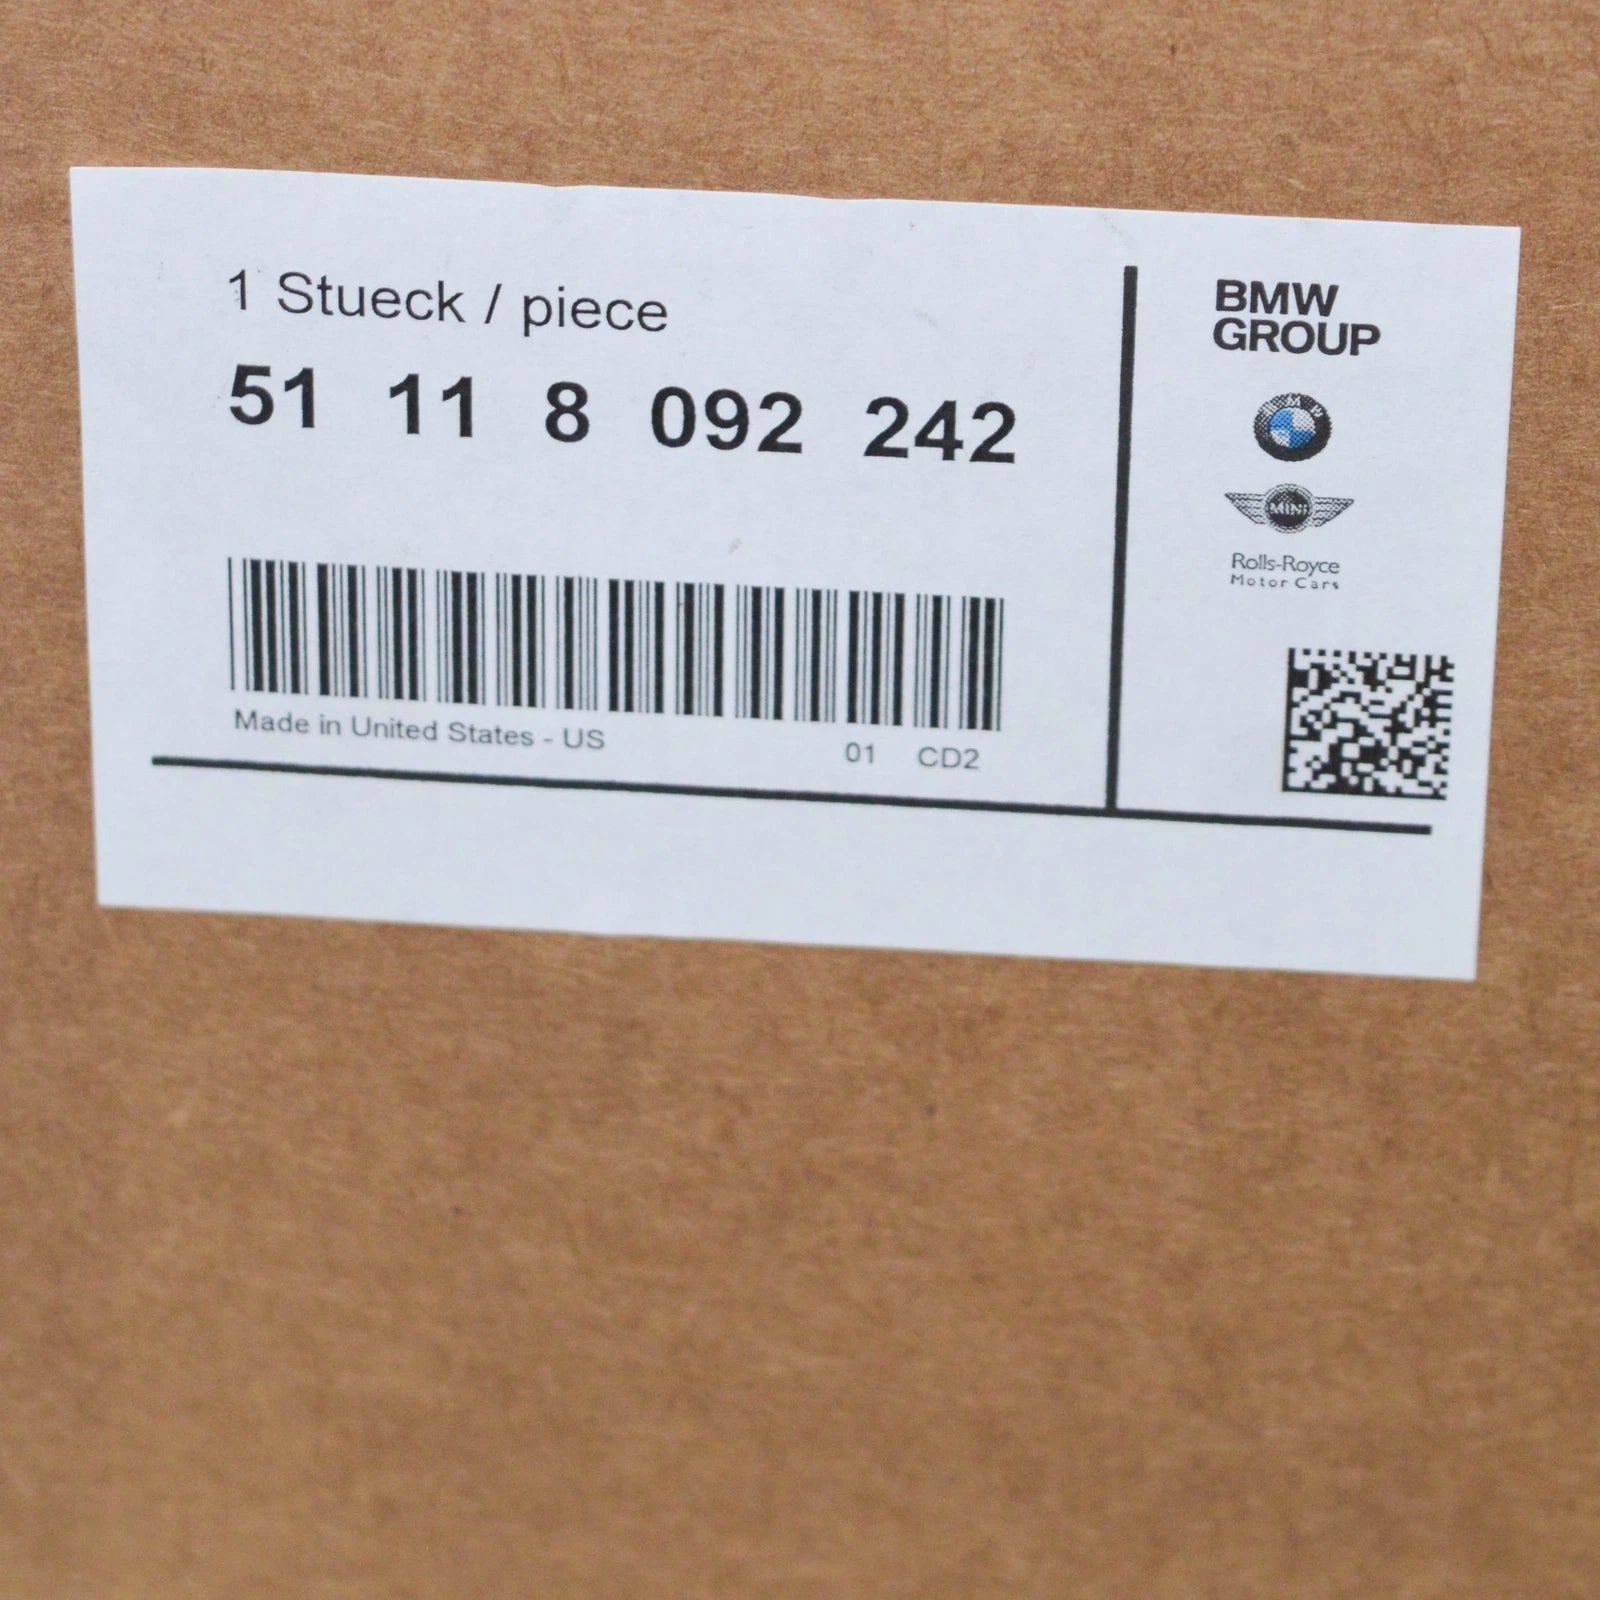 1 Stueck / piece
51 11 8 092 242
Made in United States - US
01 CD2
BMW
GROUP
BMW
MINI
Rolls-Royce
Motor Cars